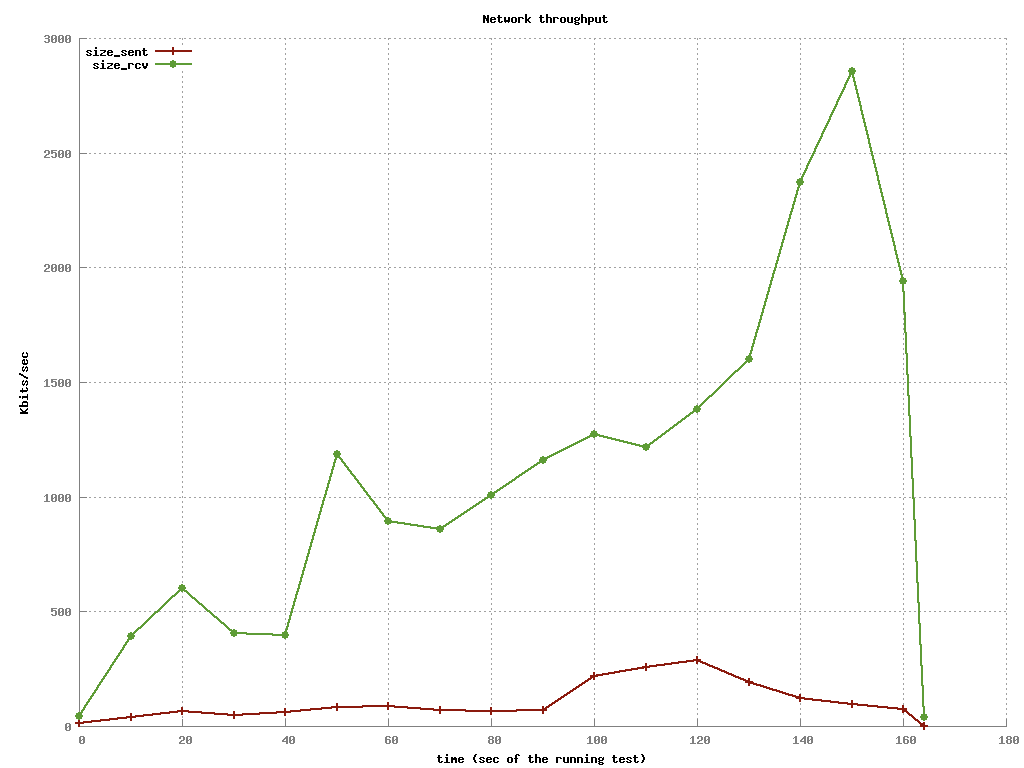 Network throughput
size_sent
size_rcv
3000
2500
2000
1500
1000
500
0
Kbits/sec
0 20 40 60 80 100 120 140 160 180
time (sec of the running test)